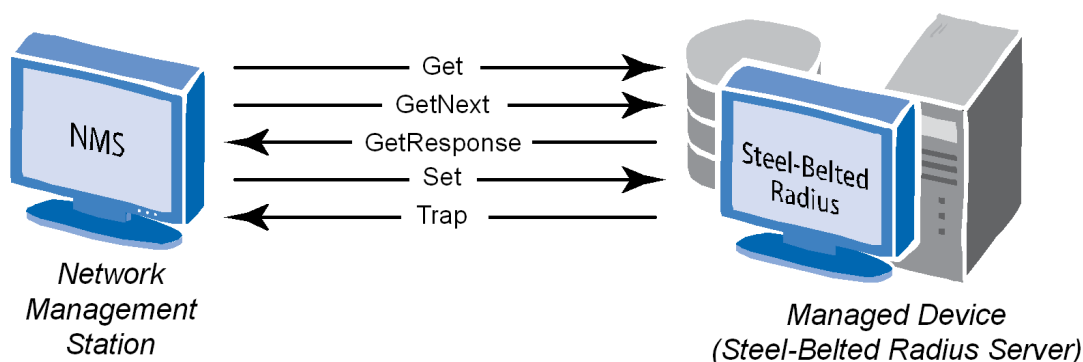 NMS
Get
GetNext
GetResponse
Set
Trap
Steel-Belted
Radius
Network
Management
Station
Managed Device
(Steel-Belted Radius Server)